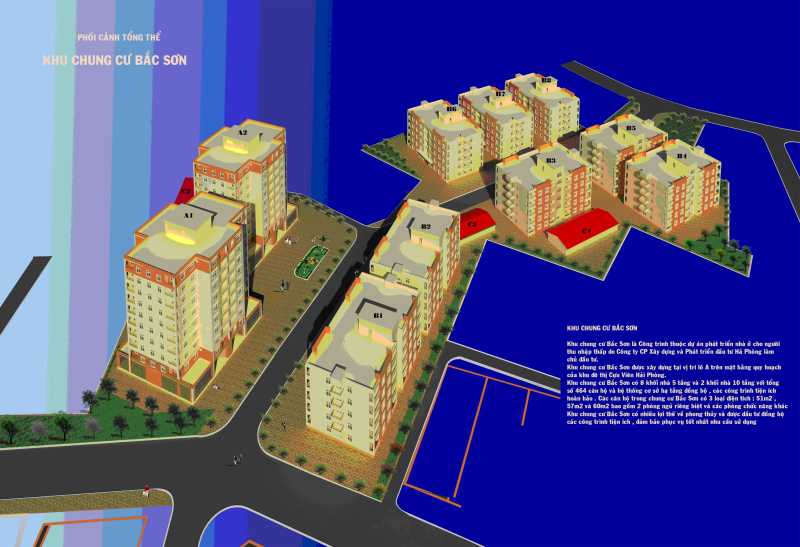 PHỐI CẢNH TỔNG THỂ
KHU CHUNG CƯ BẮC SƠN
B8
B7
B6
A2
B5
B3
B4
A1
B2
B1
KHU CHUNG CƯ BẮC SƠN
Khu chung cư Bắc Sơn là Công trình thuộc dự án phát triển nhà ở cho người
thu nhập thấp do Công ty CP Xây dựng và Phát triển đầu tư Hải Phòng làm
chủ đầu tư.
Khu chung cư Bắc Sơn được xây dựng tại vị trí lô A trên mặt bằng quy hoạch
của khu đô thị Cựu Viên Hải Phòng.
Khu chung cư Bắc Sơn có 8 khối nhà 5 tầng và 2 khối nhà 10 tầng với tổng
số 464 căn hộ và hệ thống cơ sở hạ tầng đồng bộ , các công trình tiện ích
hoàn hảo . Các căn hộ trong chung cư Bắc Sơn có 3 loại diện tích : 51m2 ,
57m2 và 60m2 bao gồm 2 phòng ngủ riêng biệt và các phòng chức năng khác
Khu chung cư Bắc Sơn có nhiều lợi thế về phong thủy và được đầu tư đồng bộ
các công trình tiện ích , đảm bảo phục vụ tốt nhất nhu cầu sử dụng